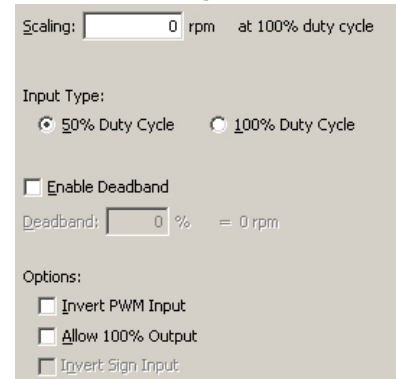 Scaling: 0 rpm at 100% duty cycle
Input Type:
50% Duty Cycle 100% Duty Cycle
Enable Deadband
Deadband: 0 % = 0 rpm
Options:
Invert PWM Input
Allow 100% Output
Invert Sign Input